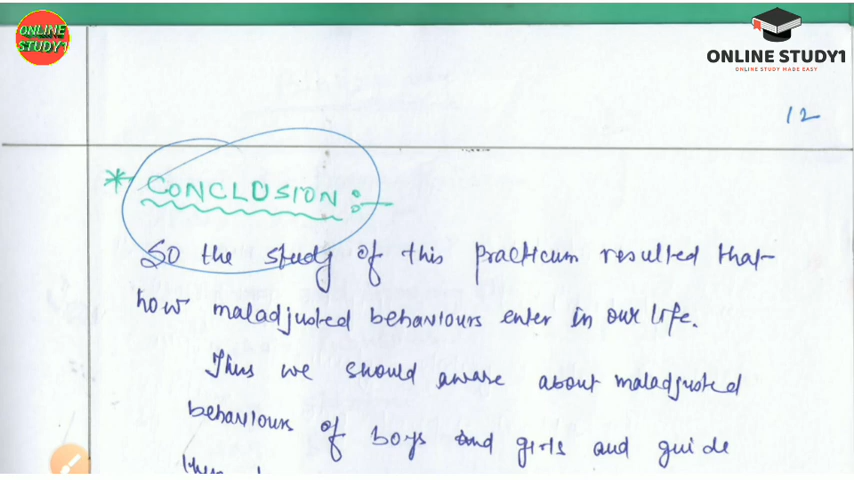 ONLINE
STUDY1
ONLINE STUDY1
ONLINE STUDY MADE EASY
12
* CONCLUSION :-
So the study of this practicum resulted that
how maladjusted behaviours enter in our life.
Thus we should aware about maladjusted
behaviours of boys and girls and guide